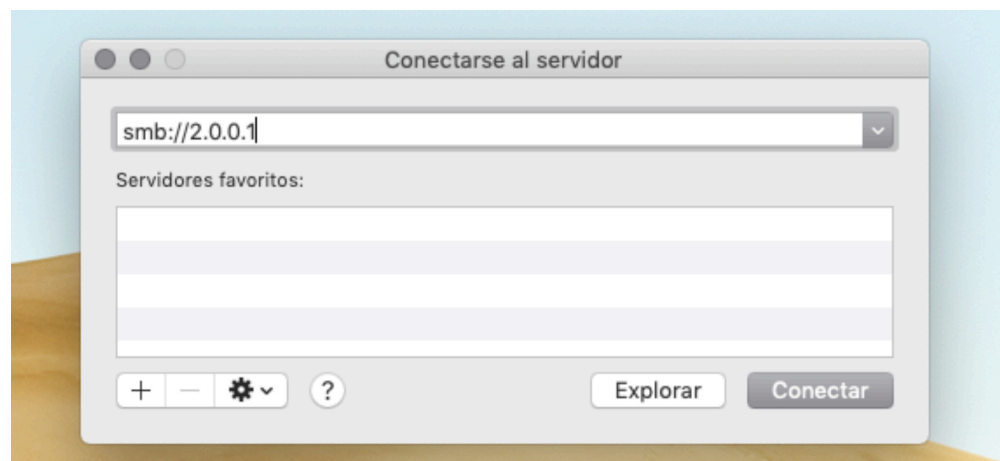 Conectarse al servidor
smb://2.0.0.1
Servidores favoritos:
+ − ?
Explorar Conectar